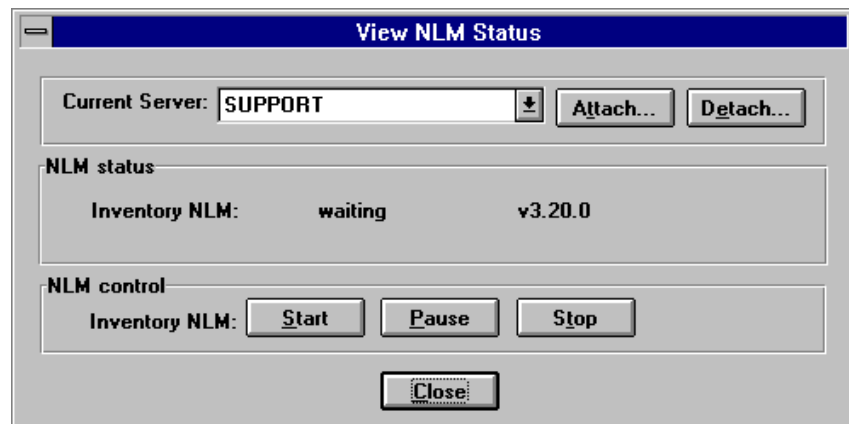 View NLM Status
Current Server: SUPPORT Attach... Detach...
NLM status
Inventory NLM: waiting v3.20.0
NLM control
Inventory NLM: Start Pause Stop
Close